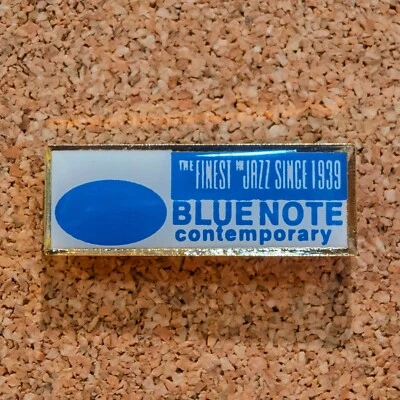 THE FINEST IN JAZZ SINCE 1939
BLUE NOTE
contemporary